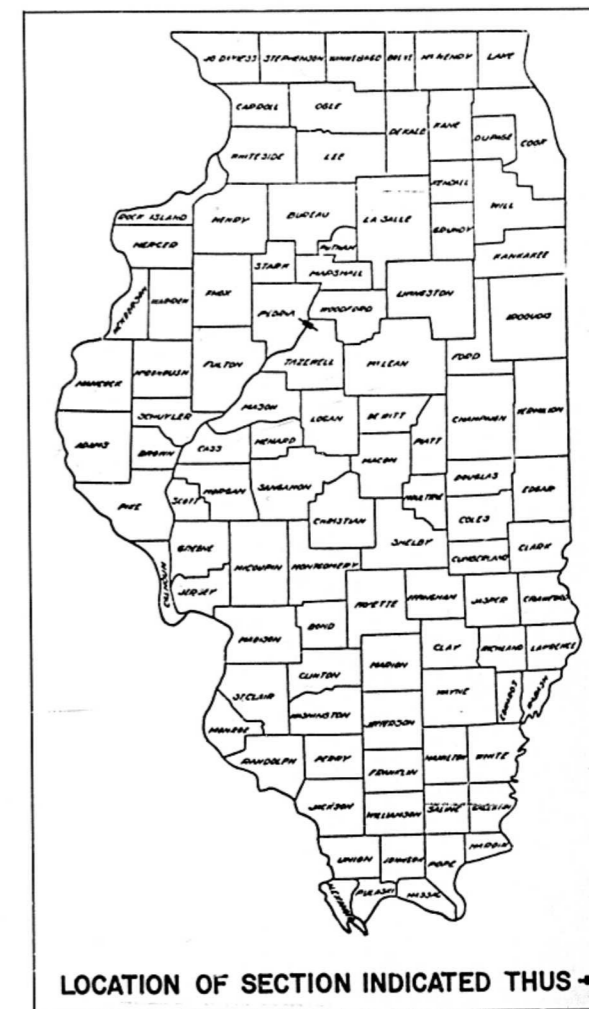 JO DAVIESS STEPHENSON WINNEBAGO BOONE McHENRY LAKE
CARROLL OGLE DEKALB KANE DUPAGE COOK
WHITESIDE LEE KENDALL WILL
ROCK ISLAND HENRY BUREAU LA SALLE GRUNDY
MERCER PUTNAM KANKAKEE
STARK MARSHALL
HENDERSON WARREN KNOX PEORIA WOODFORD LIVINGSTON IROQUOIS
HANCOCK McDONOUGH FULTON TAZEWELL McLEAN FORD
MASON
SCHUYLER LOGAN DEWITT CHAMPAIGN VERMILION
ADAMS BROWN CASS MENARD PIATT
MACON
SCOTT MORGAN SANGAMON DOUGLAS EDGAR
PIKE CHRISTIAN MOULTRIE COLES
GREENE SHELBY CUMBERLAND CLARK
CALHOUN JERSEY MACOUPIN MONTGOMERY
FAYETTE EFFINGHAM JASPER CRAWFORD
MADISON BOND
CLAY RICHLAND LAWRENCE
CLINTON MARION
ST CLAIR WAYNE EDWARDS WABASH
MONROE WASHINGTON JEFFERSON
RANDOLPH PERRY HAMILTON WHITE
FRANKLIN
JACKSON WILLIAMSON SALINE GALLATIN
UNION JOHNSON POPE HARDIN
ALEXANDER PULASKI MASSAC
LOCATION OF SECTION INDICATED THUS